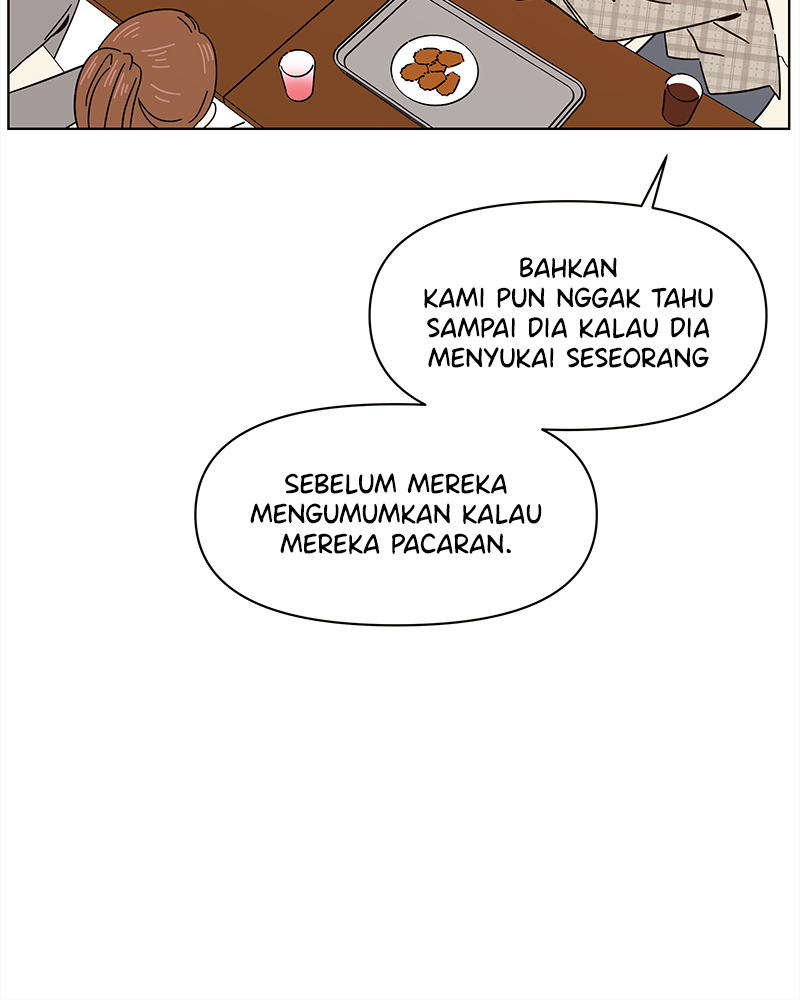 BAHKAN
KAMI PUN NGGAK TAHU
SAMPAI DIA KALAU DIA
MENYUKAI SESEORANG
SEBELUM MEREKA
MENGUMUMKAN KALAU
MEREKA PACARAN.